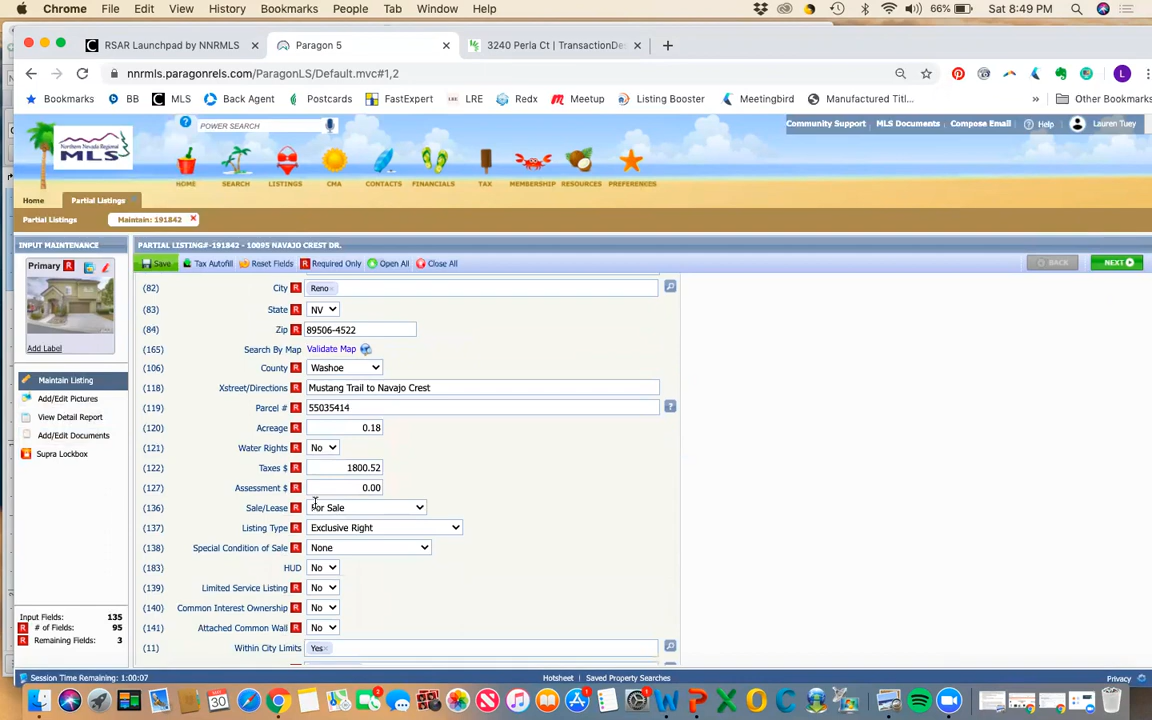 Chrome File Edit View History Bookmarks People Tab Window Help 66% Sat 8:49 PM
RSAR Launchpad by NNRMLS × Paragon 5 × 3240 Perla Ct | TransactionDes × +
nnrmls.paragonrels.com/ParagonLS/Default.mvc#1,2
Bookmarks BB MLS Back Agent Postcards FastExpert LRE Redx Meetup Listing Booster Meetingbird Manufactured Titl... » Other Bookmarks
POWER SEARCH Community Support MLS Documents Compose Email Help Lauren Tuey
Northern Nevada Regional
MLS
HOME SEARCH LISTINGS CMA CONTACTS FINANCIALS TAX MEMBERSHIP RESOURCES PREFERENCES
Home Partial Listings
Partial Listings Maintain: 191842
INPUT MAINTENANCE PARTIAL LISTING#-191842 - 10095 NAVAJO CREST DR.
Primary R Save Tax Autofill Reset Fields R Required Only Open All Close All BACK NEXT
Add Label
Maintain Listing
Add/Edit Pictures
View Detail Report
Add/Edit Documents
Supra Lockbox
(82) City R Reno
(83) State R NV
(84) Zip R 89506-4522
(165) Search By Map Validate Map
(106) County R Washoe
(118) Xstreet/Directions R Mustang Trail to Navajo Crest
(119) Parcel # R 55035414
(120) Acreage R 0.18
(121) Water Rights R No
(122) Taxes $ R 1800.52
(127) Assessment $ R 0.00
(136) Sale/Lease R For Sale
(137) Listing Type R Exclusive Right
(138) Special Condition of Sale R None
(183) HUD R No
(139) Limited Service Listing R No
(140) Common Interest Ownership R No
(141) Attached Common Wall R No
(11) Within City Limits R Yes
Input Fields: 135
R # of Fields: 95
R Remaining Fields: 3
Session Time Remaining: 1:00:07 Hotsheet | Saved Property Searches Privacy